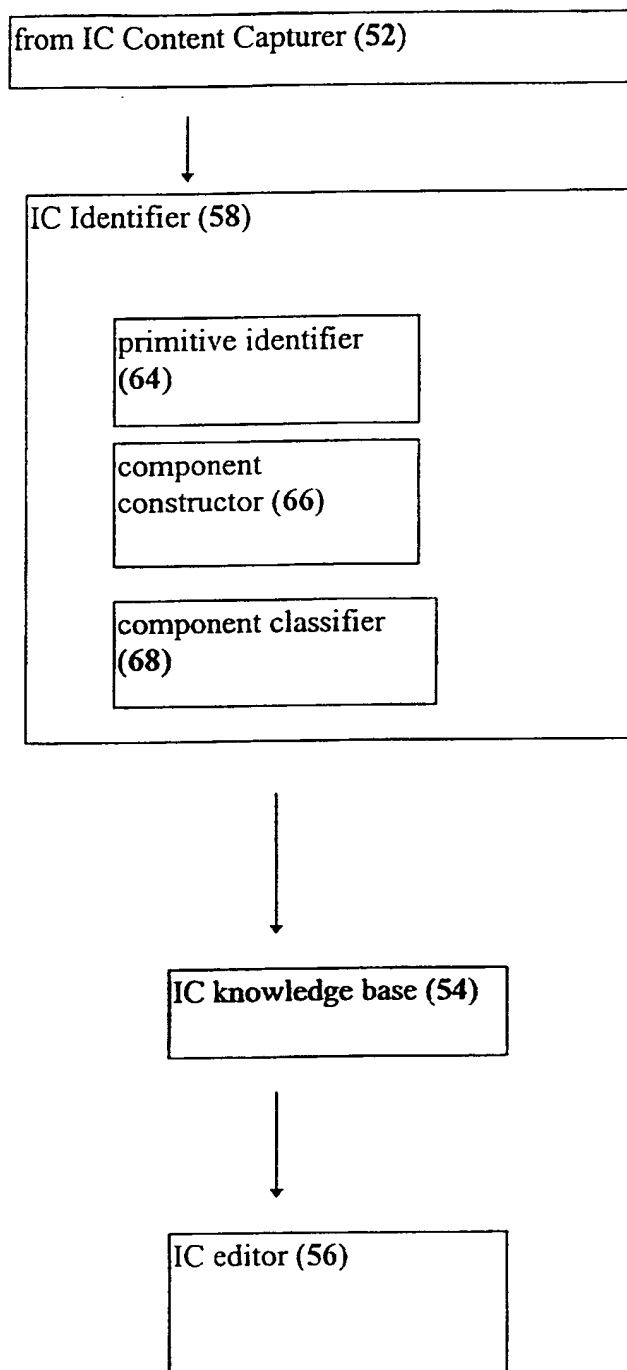 from IC Content Capturer (52)
IC Identifier (58)
primitive identifier
(64)
component
constructor (66)
component classifier
(68)
IC knowledge base (54)
IC editor (56)